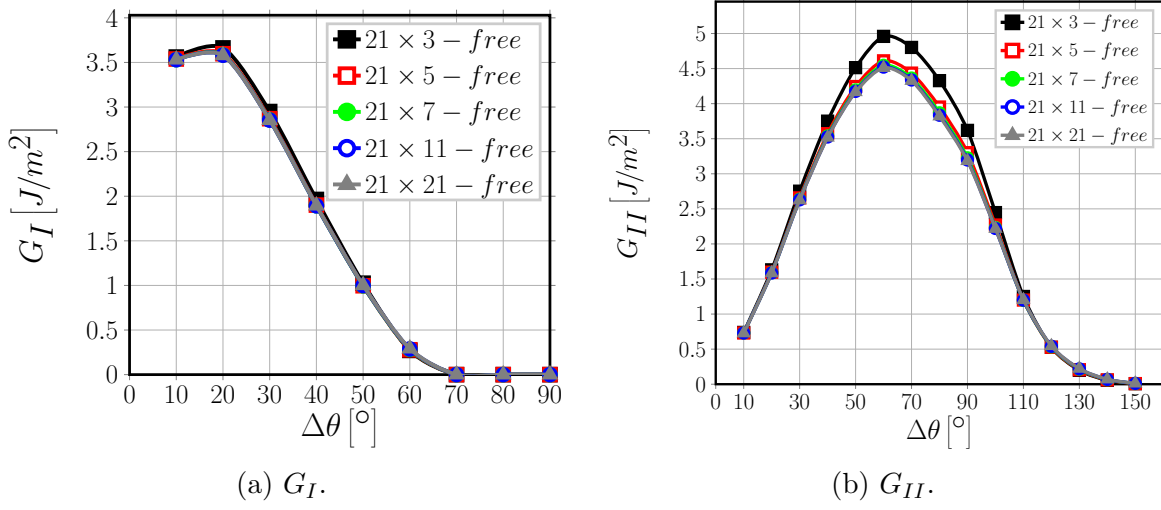 4
3.5
3
2.5
2
1.5
1
0.5
0
0 10 20 30 40 50 60 70 80 90
G_I [J/m^2]
Δθ [°]
21 × 3 − free
21 × 5 − free
21 × 7 − free
21 × 11 − free
21 × 21 − free
(a) G_I.
5
4.5
4
3.5
3
2.5
2
1.5
1
0.5
0
0 10 30 50 70 90 110 130 150
G_{II} [J/m^2]
Δθ [°]
21 × 3 − free
21 × 5 − free
21 × 7 − free
21 × 11 − free
21 × 21 − free
(b) G_{II}.